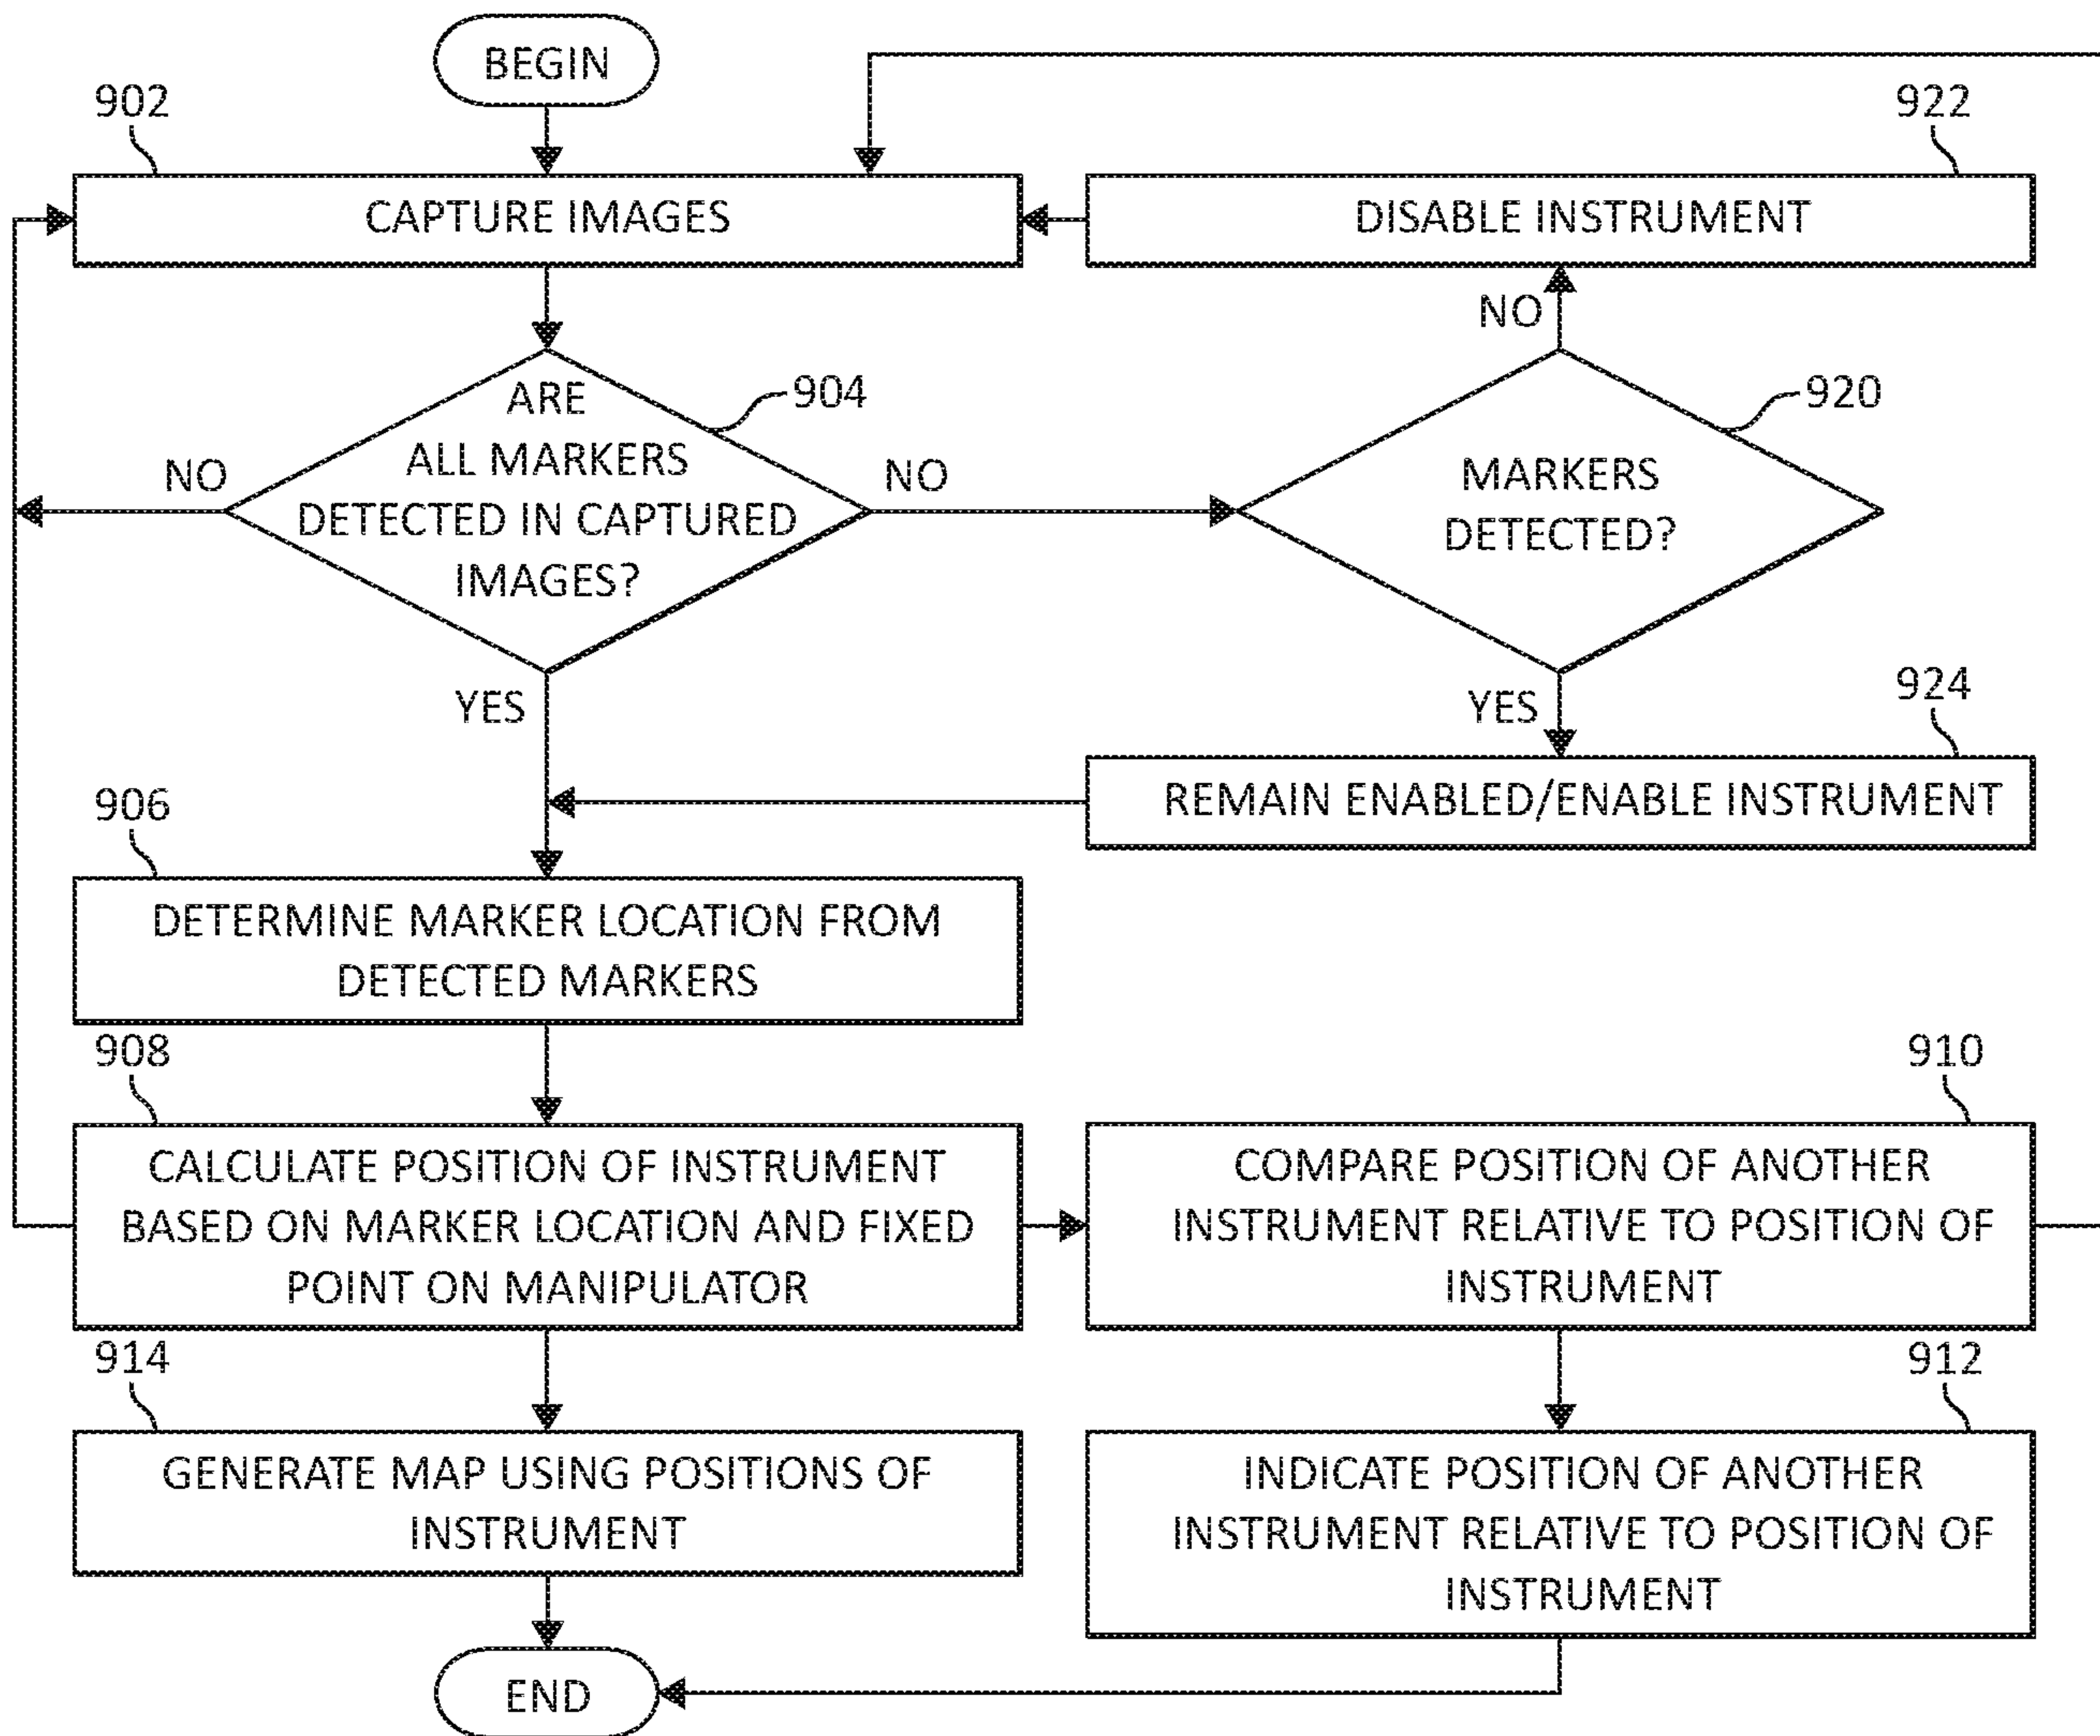 BEGIN
902
922
CAPTURE IMAGES
DISABLE INSTRUMENT
NO
ARE
ALL MARKERS
DETECTED IN CAPTURED
IMAGES?
904
920
NO
NO
MARKERS
DETECTED?
YES
YES
924
REMAIN ENABLED/ENABLE INSTRUMENT
906
DETERMINE MARKER LOCATION FROM
DETECTED MARKERS
908
CALCULATE POSITION OF INSTRUMENT
BASED ON MARKER LOCATION AND FIXED
POINT ON MANIPULATOR
910
COMPARE POSITION OF ANOTHER
INSTRUMENT RELATIVE TO POSITION OF
INSTRUMENT
914
GENERATE MAP USING POSITIONS OF
INSTRUMENT
912
INDICATE POSITION OF ANOTHER
INSTRUMENT RELATIVE TO POSITION OF
INSTRUMENT
END